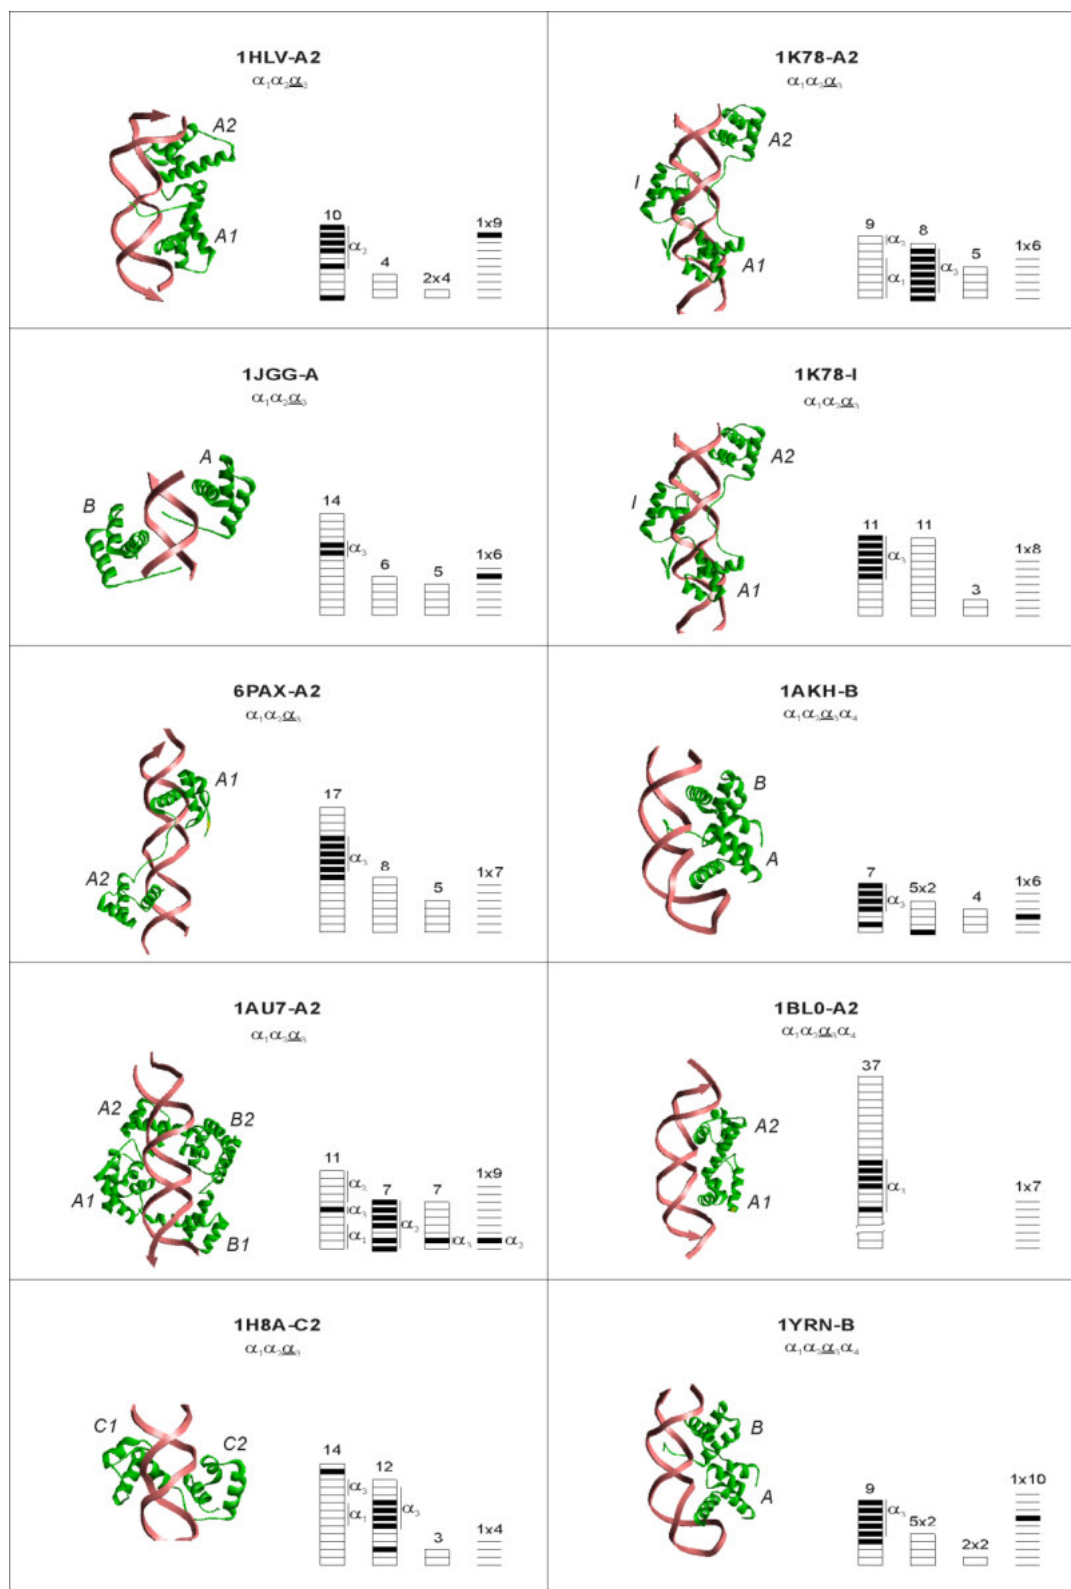 1HLV-A2
α₁α₂α₃
A2
A1
10
α₃
4
2x4
1x9
1K78-A2
α₁α₂α₃
A2
I
A1
9
α₂
α₁
8
α₃
5
1x6
1JGG-A
α₁α₂α₃
A
B
14
α₃
6
5
1x6
1K78-I
α₁α₂α₃
A2
I
A1
11
α₃
11
3
1x8
6PAX-A2
α₁α₂α₃
A1
A2
17
α₃
8
5
1x7
1AKH-B
α₁α₂α₃α₄
B
A
7
α₃
5x2
4
1x6
1AU7-A2
α₁α₂α₃
A2
B2
A1
B1
11
α₂
α₃
α₁
7
α₃
7
α₃
1x9
α₃
1BL0-A2
α₁α₂α₃α₄
A2
A1
37
α₃
1x7
1H8A-C2
α₁α₂α₃
C1
C2
14
α₃
α₁
12
α₃
3
1x4
1YRN-B
α₁α₂α₃α₄
B
A
9
α₃
5x2
2x2
1x10